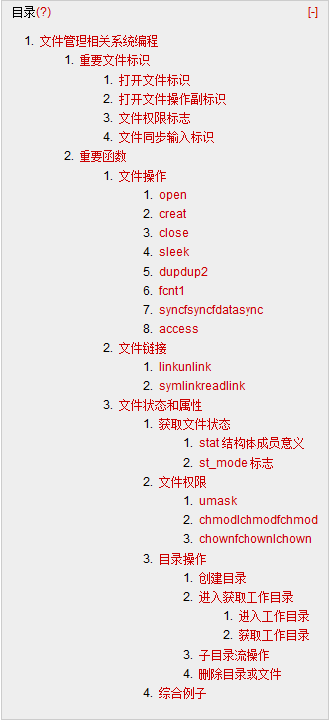 目录(?) [-]
1. 文件管理相关系统编程
1. 重要文件标识
1. 打开文件标识
2. 打开文件操作副标识
3. 文件权限标志
4. 文件同步输入标识
2. 重要函数
1. 文件操作
1. open
2. creat
3. close
4. sleek
5. dupdup2
6. fcnt1
7. syncfsyncfdatasync
8. access
2. 文件链接
1. linkunlink
2. symlinkreadlink
3. 文件状态和属性
1. 获取文件状态
1. stat 结构体成员意义
2. st_mode 标志
2. 文件权限
1. umask
2. chmodlchmodfchmod
3. chownfchownlchown
3. 目录操作
1. 创建目录
2. 进入获取工作目录
1. 进入工作目录
2. 获取工作目录
3. 子目录流操作
4. 删除目录或文件
4. 综合例子